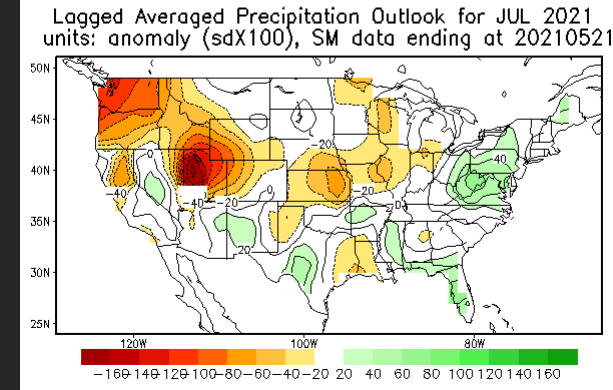 Lagged Averaged Precipitation Outlook for JUL 2021
units: anomaly (sdX100), SM data ending at 20210521
50N
45N
40N
35N
30N
25N
0
-20
40
-40
-40
-20
0
-20
0
20
120W
100W
80W
-160 -140 -120 -100 -80 -60 -40 -20 20 40 60 80 100 120 140 160